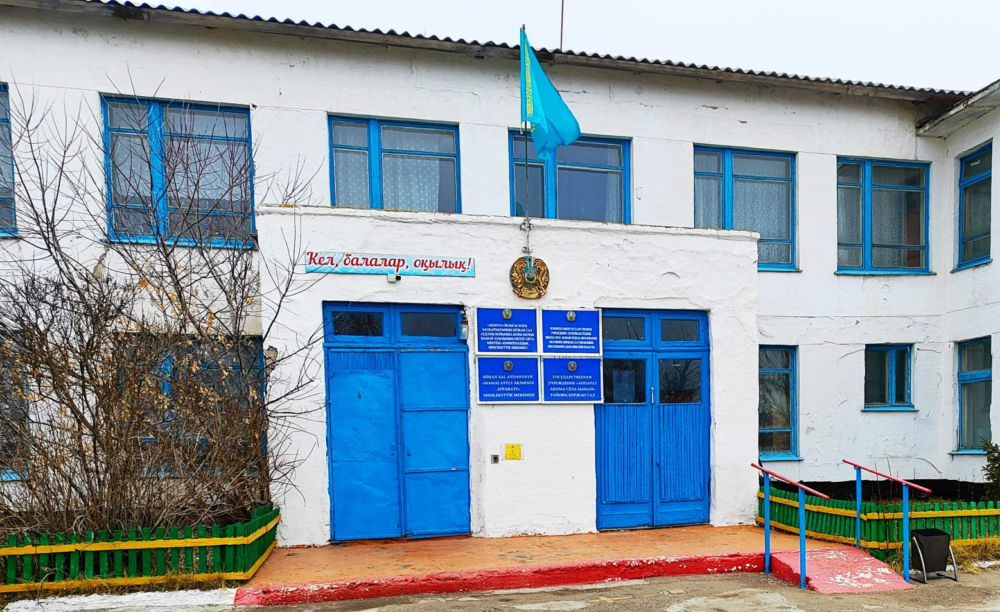 Кел, балалар, оқылық!
«АҚМОЛА ОБЛЫСЫ БІЛІМ
БАСҚАРМАСЫНЫҢ БІРЖАН САЛ
АУДАНЫ БОЙЫНША БІЛІМ БӨЛІМІ
МАМАЙ АУЫЛЫНЫҢ НЕГІЗГІ ОРТА
МЕКТЕБІ» КОММУНАЛДЫҚ
МЕМЛЕКЕТТІК МЕКЕМЕСІ
КОММУНАЛЬНОЕ ГОСУДАРСТВЕННОЕ
УЧРЕЖДЕНИЕ «ОСНОВНАЯ СРЕДНЯЯ
ШКОЛА СЕЛА МАМАЙ ОТДЕЛА ОБРАЗОВАНИЯ
ПО РАЙОНУ БИРЖАН САЛ УПРАВЛЕНИЯ
ОБРАЗОВАНИЯ АКМОЛИНСКОЙ ОБЛАСТИ»
BIRJAN SAL AÝDANYNYŃ
«MAMAI AÝYLY ÁKIMINIŃ
APPARATY»
MEMLEKETTIK MEKEMESI
ГОСУДАРСТВЕННОЕ
УЧРЕЖДЕНИЕ «АППАРАТ
АКИМА СЕЛА МАМАЙ»
РАЙОНА БИРЖАН САЛ